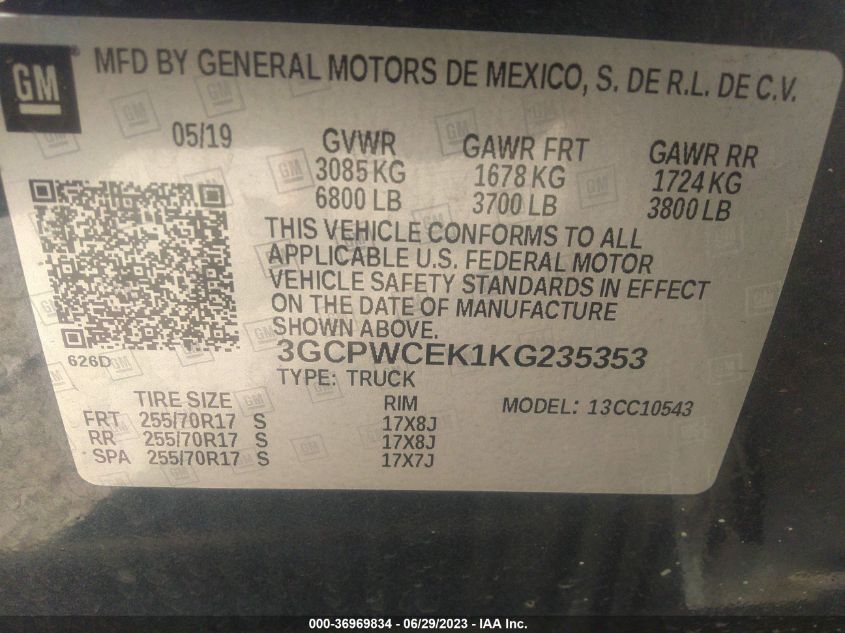 GM MFD BY GENERAL MOTORS DE MEXICO, S. DE R.L. DE C.V.
05/19 GVWR GAWR FRT GAWR RR
3085 KG 1678 KG 1724 KG
6800 LB 3700 LB 3800 LB
THIS VEHICLE CONFORMS TO ALL
APPLICABLE U.S. FEDERAL MOTOR
VEHICLE SAFETY STANDARDS IN EFFECT
ON THE DATE OF MANUFACTURE
SHOWN ABOVE.
626D 3GCPWCEK1KG235353
TYPE: TRUCK
TIRE SIZE RIM MODEL: 13CC10543
FRT 255/70R17 S 17X8J
RR 255/70R17 S 17X8J
SPA 255/70R17 S 17X7J
000-36969834 / 06/29/2023 - IAA Inc.